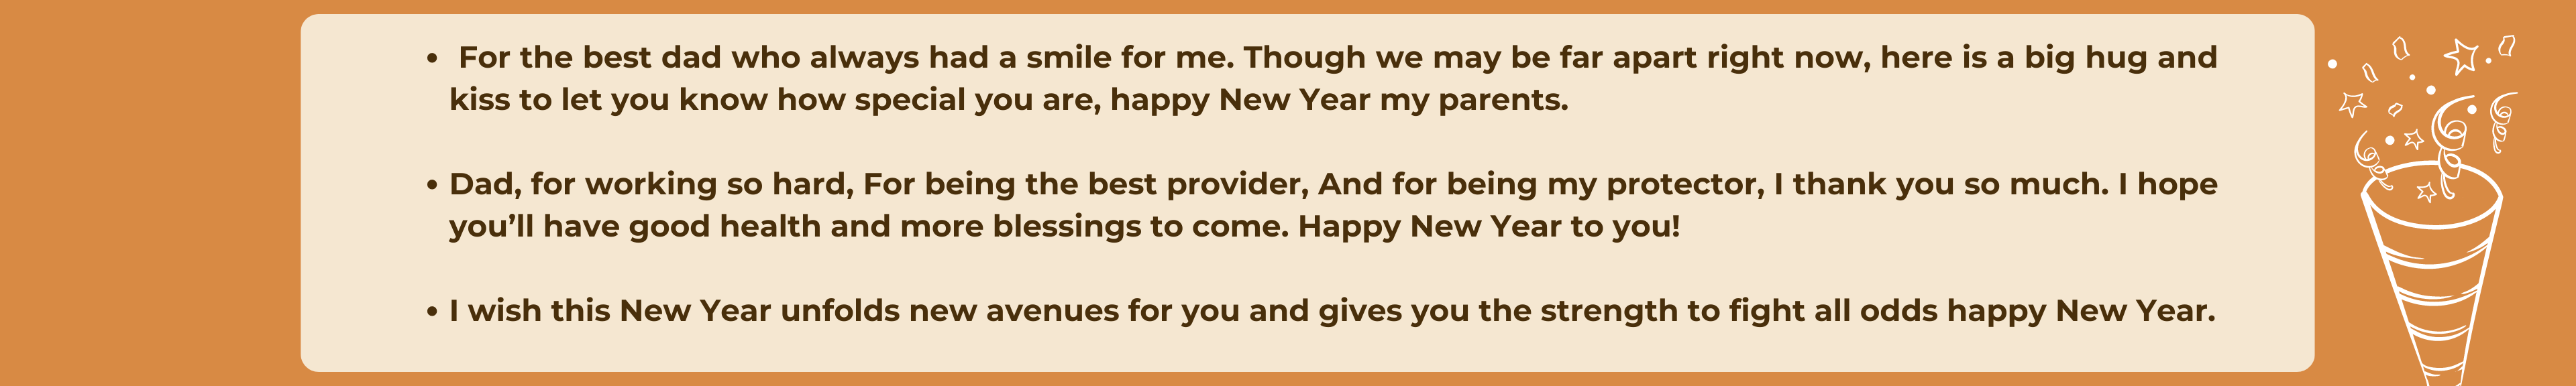 • For the best dad who always had a smile for me. Though we may be far apart right now, here is a big hug and
kiss to let you know how special you are, happy New Year my parents.
• Dad, for working so hard, For being the best provider, And for being my protector, I thank you so much. I hope
you’ll have good health and more blessings to come. Happy New Year to you!
• I wish this New Year unfolds new avenues for you and gives you the strength to fight all odds happy New Year.